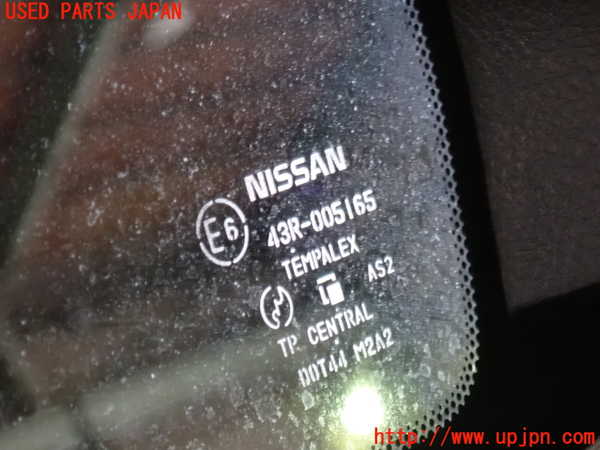 USED PARTS JAPAN
NISSAN
E6 43R-005165
TEMPALEX
AS2
TP CENTRAL
DOT44 M2A2
http://www.upjpn.com/